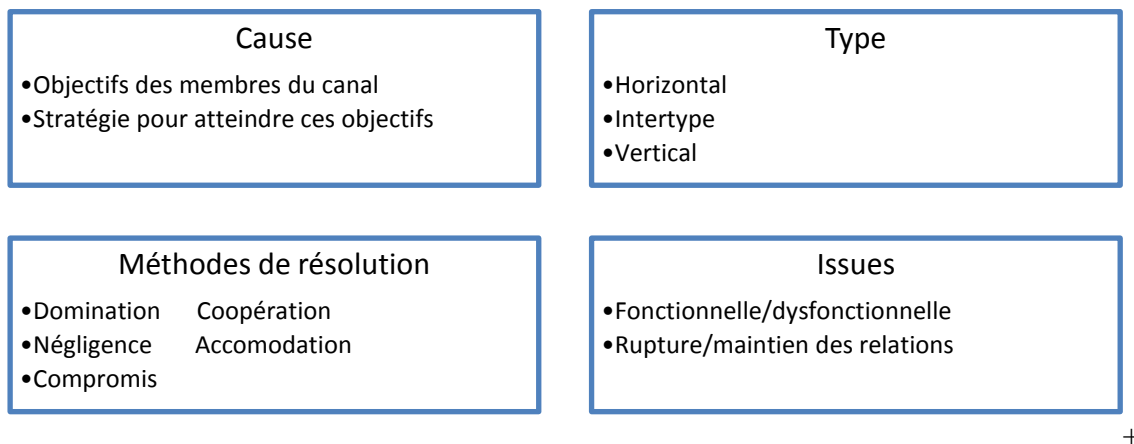 Cause
•Objectifs des membres du canal
•Stratégie pour atteindre ces objectifs
Type
•Horizontal
•Intertype
•Vertical
Méthodes de résolution
•Domination Coopération
•Négligence Accomodation
•Compromis
Issues
•Fonctionnelle/dysfonctionnelle
•Rupture/maintien des relations